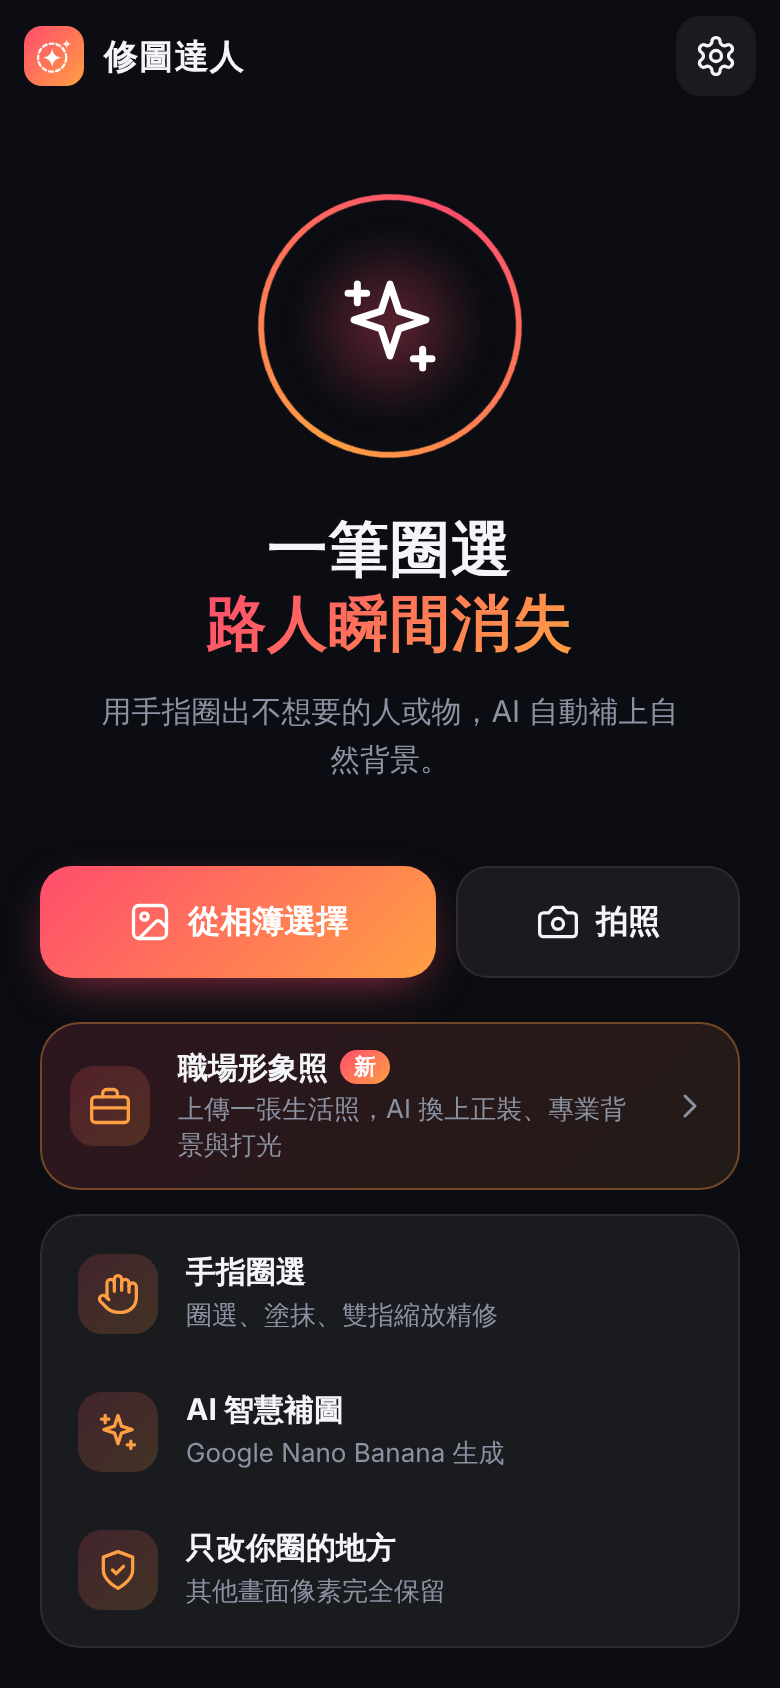 修圖達人
一筆圈選
路人瞬間消失
用手指圈出不想要的人或物，AI 自動補上自
然背景。
從相簿選擇
拍照
職場形象照 新
上傳一張生活照，AI 換上正裝、專業背
景與打光
手指圈選
圈選、塗抹、雙指縮放精修
AI 智慧補圖
Google Nano Banana 生成
只改你圈的地方
其他畫面像素完全保留